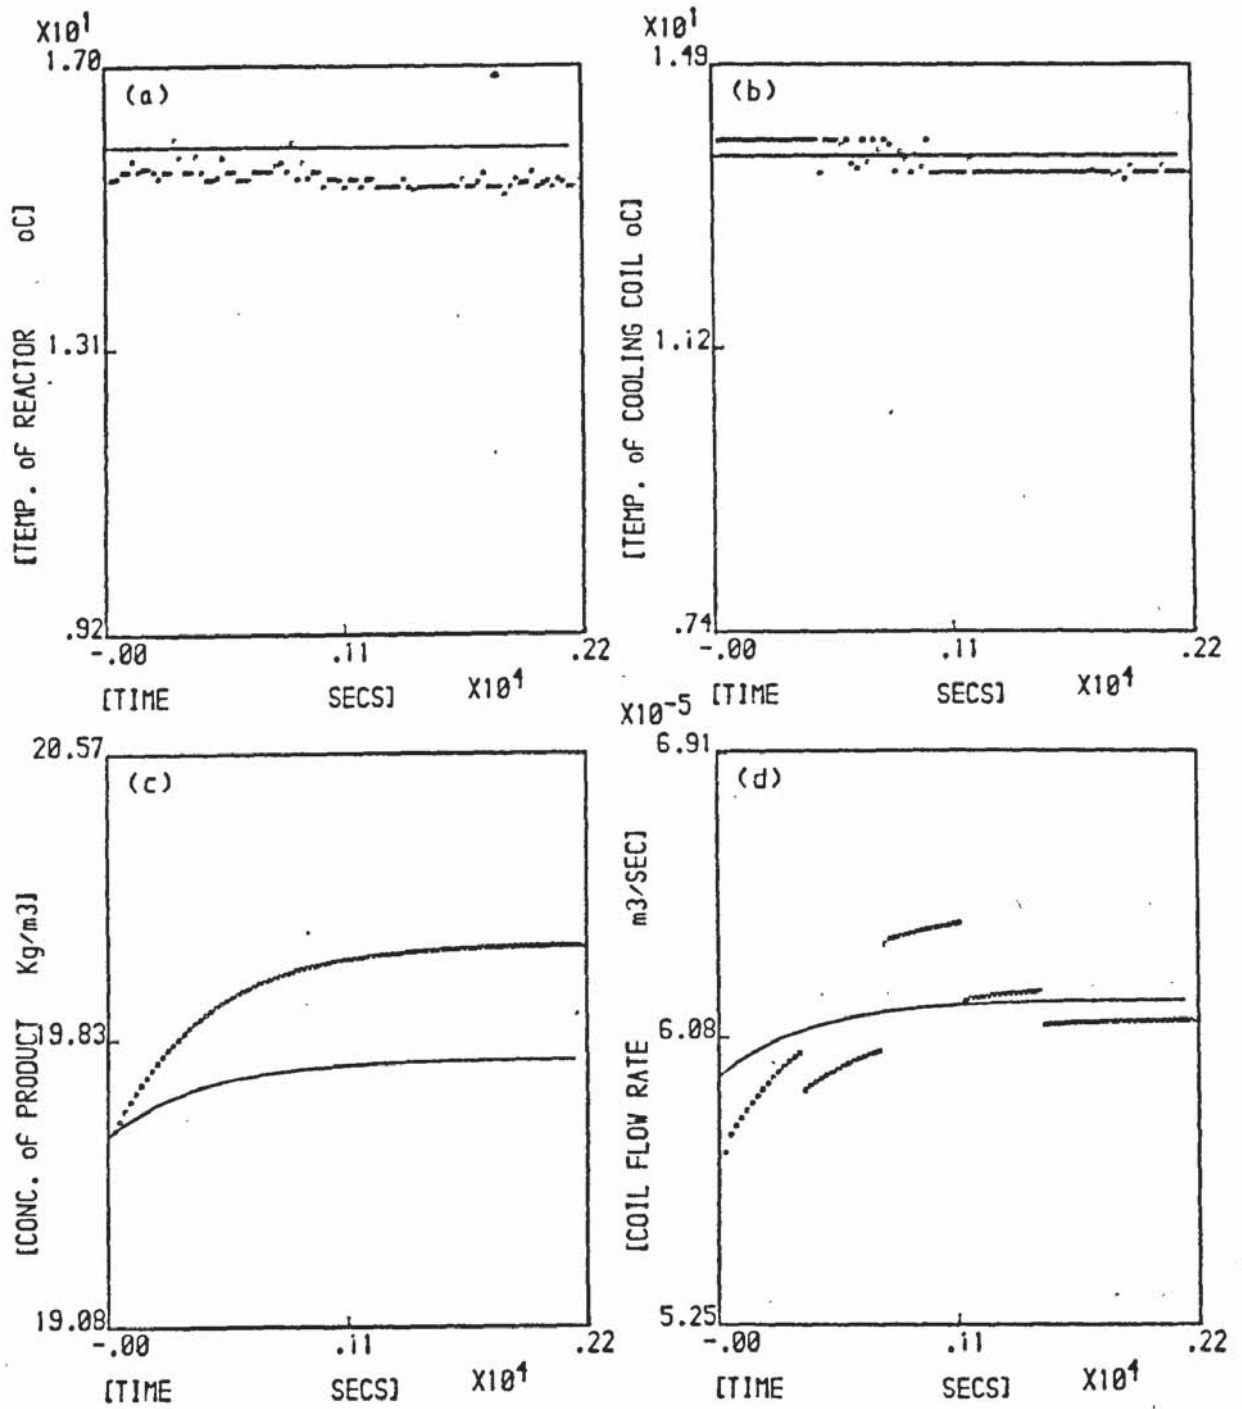 X10¹
1.70
(a)
[TEMP. oF REACTOR oC]
1.31
.92
-.00
.11
.22
[TIME SECS]
X10⁴
X10¹
1.49
(b)
[TEMP. oF COOLING COIL oC]
1.12
.74
-.00
.11
.22
[TIME SECS]
X10⁴
20.57
(c)
[CONC. of PRODUCT Kg/m3]
19.83
19.08
-.00
.11
.22
[TIME SECS]
X10⁴
X10⁻⁵
6.91
(d)
[COIL FLOW RATE m3/SEC]
6.08
5.25
-.00
.11
.22
[TIME SECS]
X10⁴